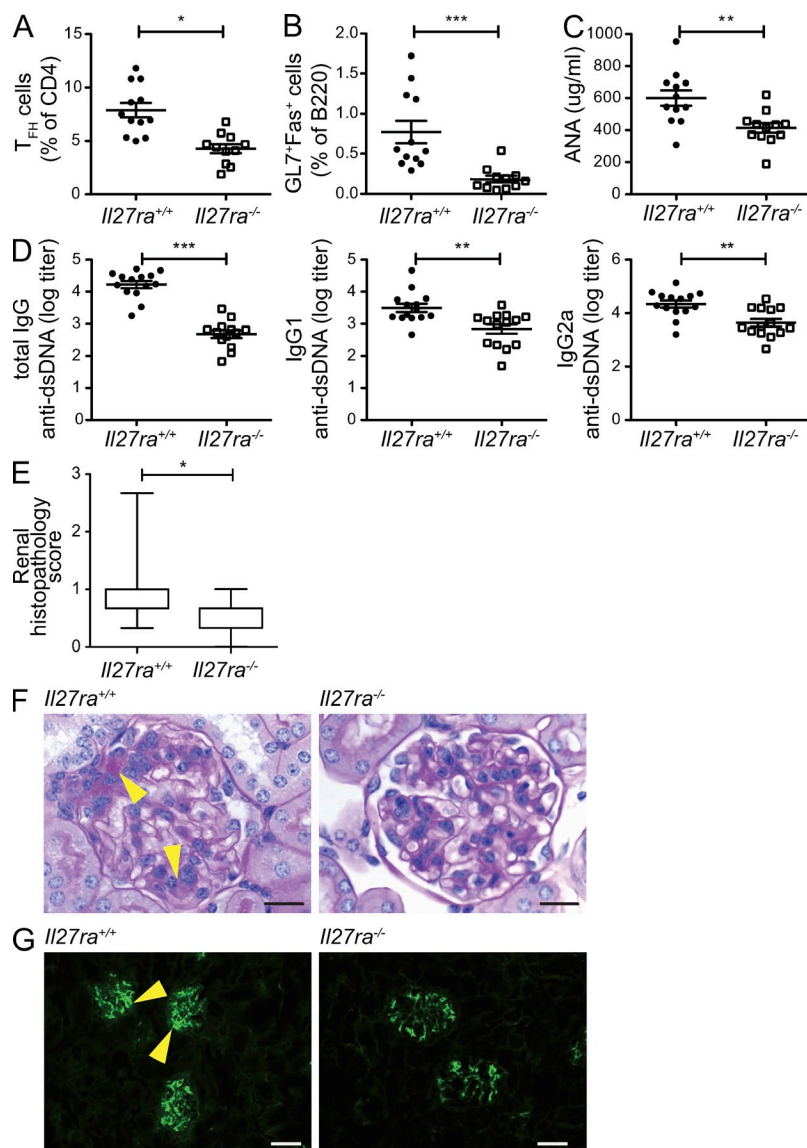 A
*
T_FH cells
(% of CD4)
15
10
5
0
Il27ra+/+
Il27ra-/-
B
***
GL7+Fas+ cells
(% of B220)
2.0
1.5
1.0
0.5
0.0
Il27ra+/+
Il27ra-/-
C
**
ANA (ug/ml)
1000
800
600
400
200
0
Il27ra+/+
Il27ra-/-
D
***
total IgG
anti-dsDNA (log titer)
5
4
3
2
1
0
Il27ra+/+
Il27ra-/-
**
IgG1
anti-dsDNA (log titer)
5
4
3
2
1
0
Il27ra+/+
Il27ra-/-
**
IgG2a
anti-dsDNA (log titer)
6
4
2
0
Il27ra+/+
Il27ra-/-
E
*
Renal
histopathology
score
3
2
1
0
Il27ra+/+
Il27ra-/-
F
Il27ra+/+
Il27ra-/-
G
Il27ra+/+
Il27ra-/-